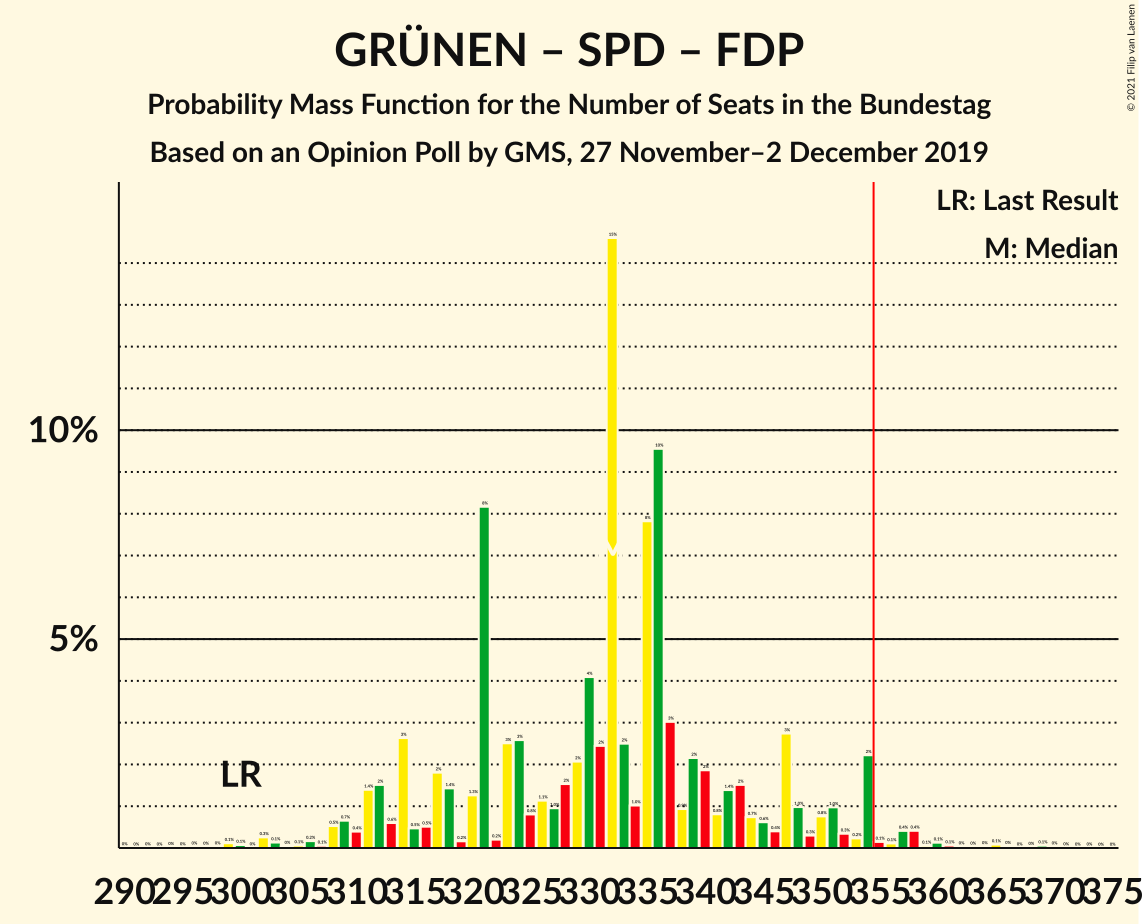 GRÜNEN – SPD – FDP
Probability Mass Function for the Number of Seats in the Bundestag
Based on an Opinion Poll by GMS, 27 November–2 December 2019
© 2021 Filip van Laenen
LR: Last Result
M: Median
10%
5%
LR
M
290 295 300 305 310 315 320 325 330 335 340 345 350 355 360 365 370 375